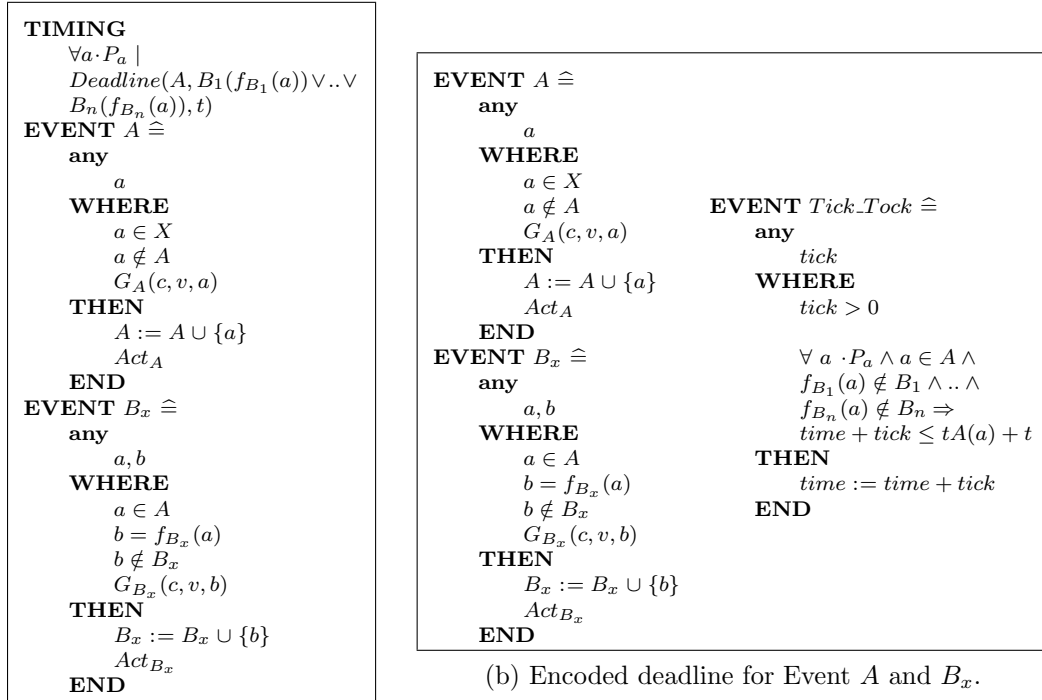 TIMING
∀a·P_a |
Deadline(A, B_1(f_{B_1}(a)) ∨ .. ∨
B_n(f_{B_n}(a)), t)
EVENT A ≙
any
a
WHERE
a ∈ X
a ∉ A
G_A(c, v, a)
THEN
A := A ∪ {a}
Act_A
END
EVENT B_x ≙
any
a, b
WHERE
a ∈ A
b = f_{B_x}(a)
b ∉ B_x
G_{B_x}(c, v, b)
THEN
B_x := B_x ∪ {b}
Act_{B_x}
END
EVENT A ≙
any
a
WHERE
a ∈ X
a ∉ A
G_A(c, v, a)
THEN
A := A ∪ {a}
Act_A
END
EVENT B_x ≙
any
a, b
WHERE
a ∈ A
b = f_{B_x}(a)
b ∉ B_x
G_{B_x}(c, v, b)
THEN
B_x := B_x ∪ {b}
Act_{B_x}
END
EVENT Tick_Tock ≙
any
tick
WHERE
tick > 0
∀ a ·P_a ∧ a ∈ A ∧
f_{B_1}(a) ∉ B_1 ∧ .. ∧
f_{B_n}(a) ∉ B_n ⇒
time + tick ≤ tA(a) + t
THEN
time := time + tick
END
(b) Encoded deadline for Event A and B_x.